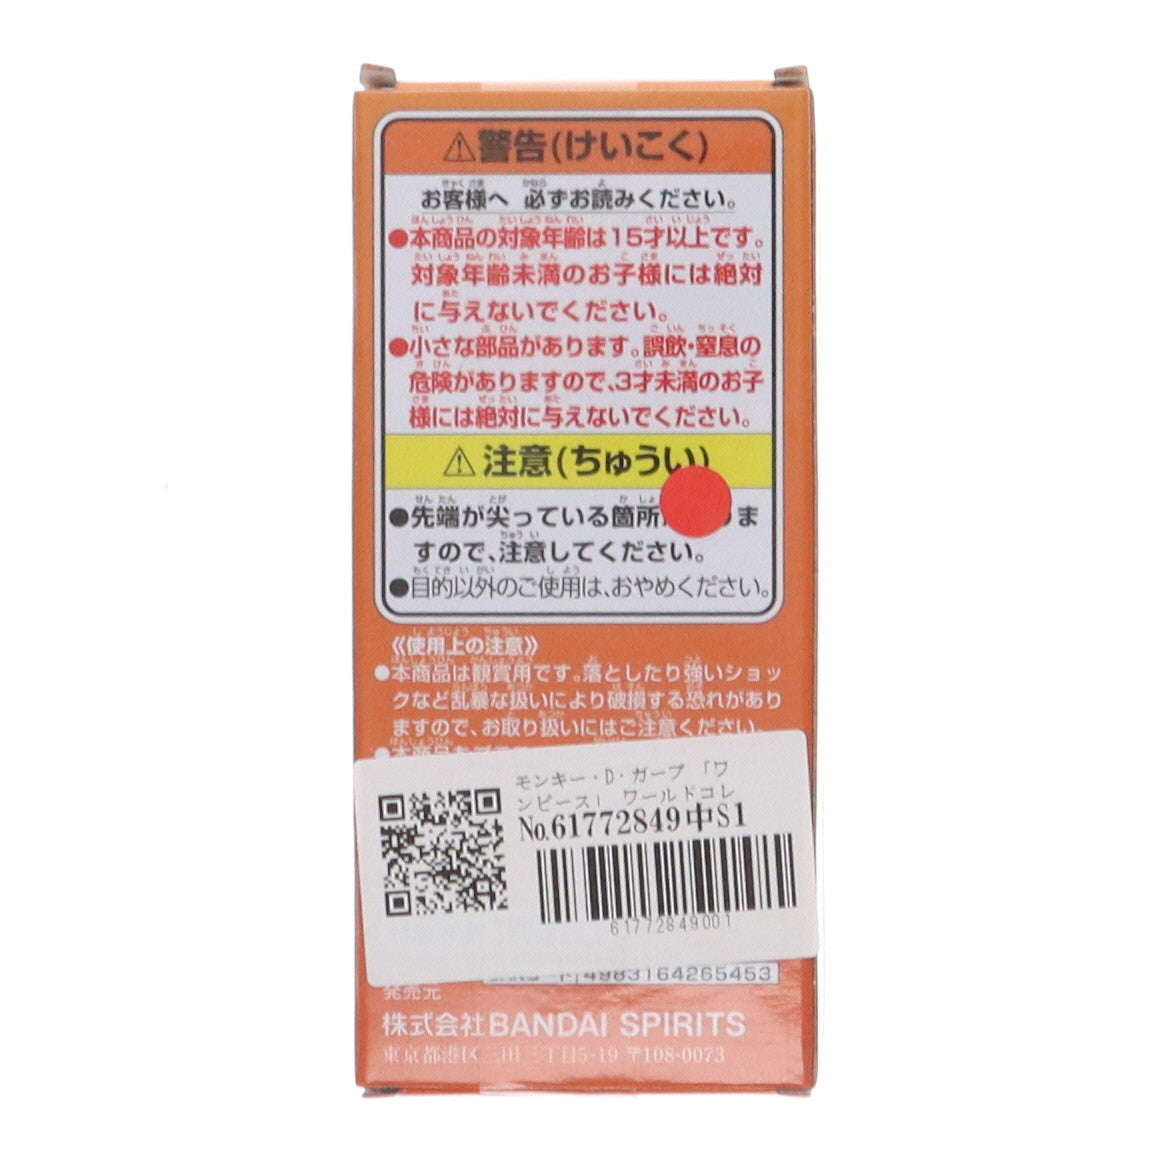 ⚠警告(けいこく)
お客様へ 必ずお読みください。
●本商品の対象年齢は15才以上です。
対象年齢未満のお子様には絶対
に与えないでください。
●小さな部品があります。誤飲・窒息の
危険がありますので、3才未満のお子
様には絶対に与えないでください。
⚠注意(ちゅうい)
●先端が尖っている箇所 りま
すので、注意してください。
●目的以外のご使用は、おやめください。
《使用上の注意》
●本商品は観賞用です。落としたり強いショッ
クなど乱暴な扱いにより破損する恐れがあり
ますので、お取り扱いにはご注意ください。
モンキー・D・ガープ 「ワ
ンピース」 ワールドコレ
No.61772849中S1
61772849001
4983164265453
発売元
株式会社BANDAI SPIRITS
東京都港区三田三丁目5-19 〒108-0073